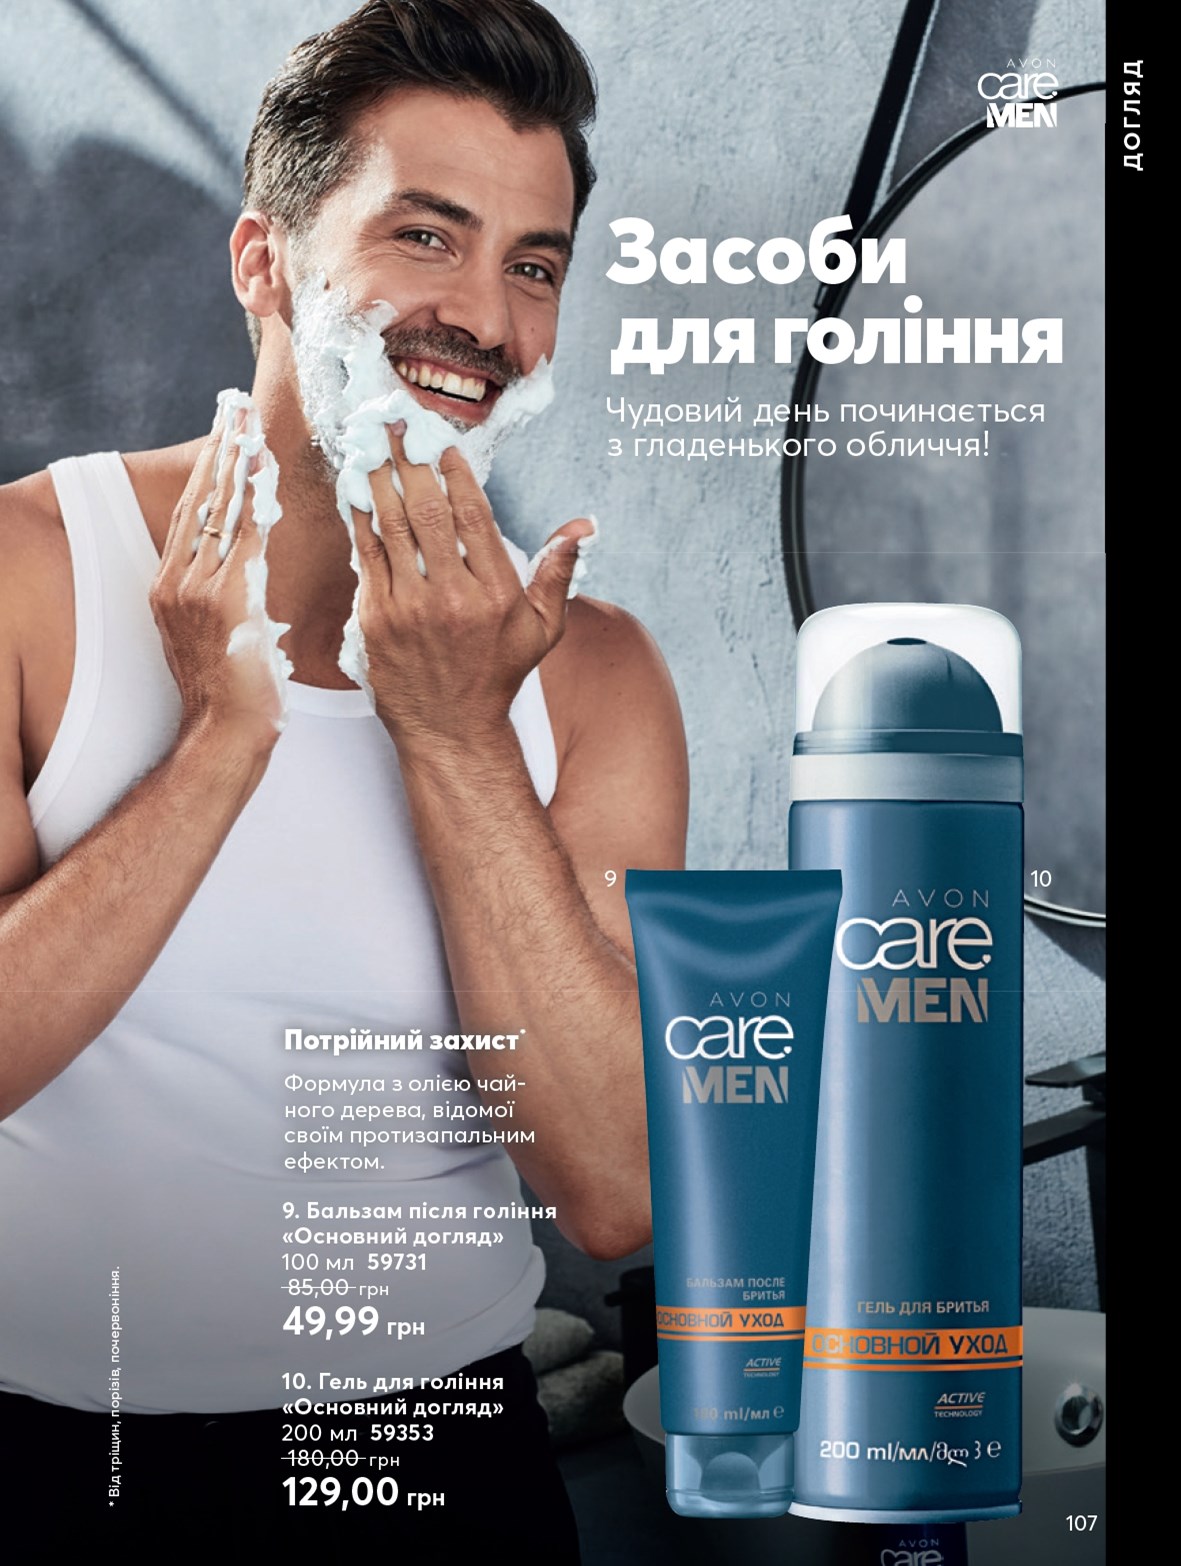 AVON
care.
MEN
ДОГЛЯД
Засоби
для гоління
Чудовий день починається
з гладенького обличчя!
9
10
AVON
care.
MEN
ГЕЛЬ ДЛЯ БРИТЬЯ
ОСНОВНОЙ УХОД
ACTIVE
TECHNOLOGY
200 ml/мл/მლ ℮
AVON
care.
MEN
БАЛЬЗАМ ПОСЛЕ
БРИТЬЯ
ОСНОВНОЙ УХОД
ACTIVE
TECHNOLOGY
100 ml/мл ℮
Потрійний захист*
Формула з олією чай-
ного дерева, відомої
своїм протизапальним
ефектом.
9. Бальзам після гоління
«Основний догляд»
100 мл 59731
85,00 грн
49,99 грн
10. Гель для гоління
«Основний догляд»
200 мл 59353
180,00 грн
129,00 грн
* Від тріщин, порізів, почервоніння.
107
AVON
care.